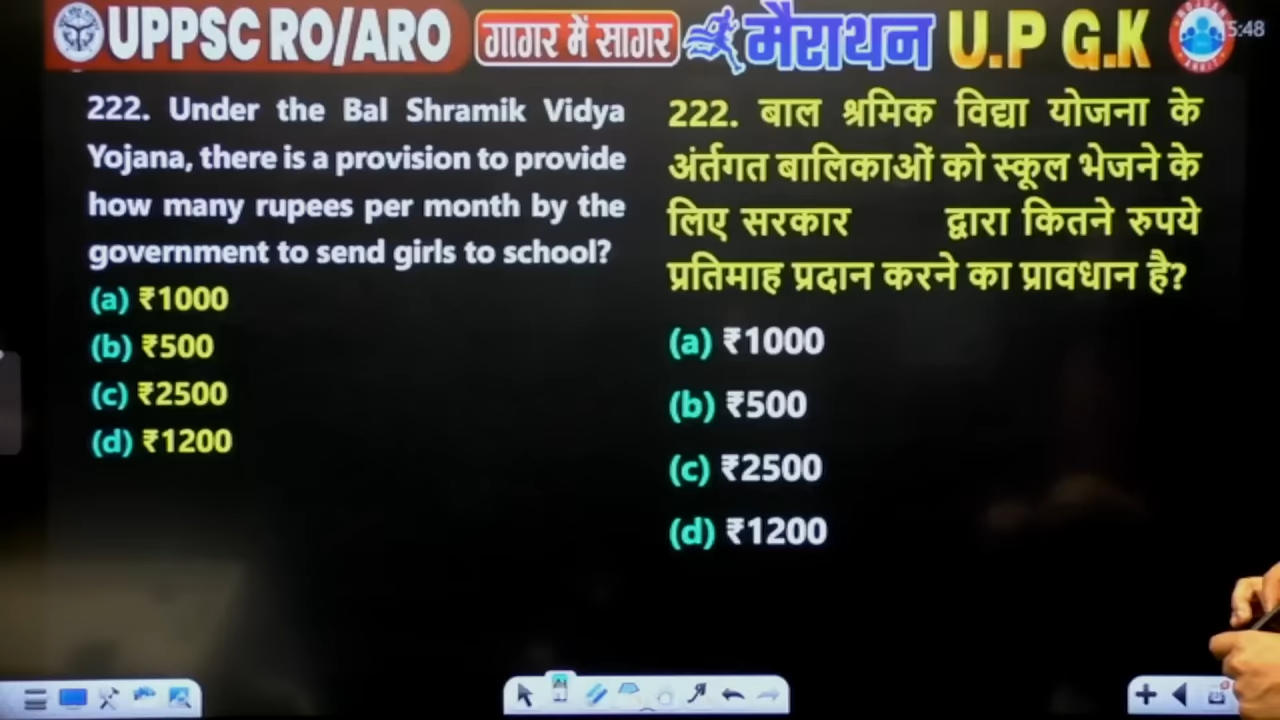 UPPSC RO/ARO गागर में सागर मैराथन U.P G.K
5:48
222. Under the Bal Shramik Vidya
Yojana, there is a provision to provide
how many rupees per month by the
government to send girls to school?
(a) ₹1000
(b) ₹500
(c) ₹2500
(d) ₹1200
222. बाल श्रमिक विद्या योजना के
अंर्तगत बालिकाओं को स्कूल भेजने के
लिए सरकार द्वारा कितने रुपये
प्रतिमाह प्रदान करने का प्रावधान है?
(a) ₹1000
(b) ₹500
(c) ₹2500
(d) ₹1200